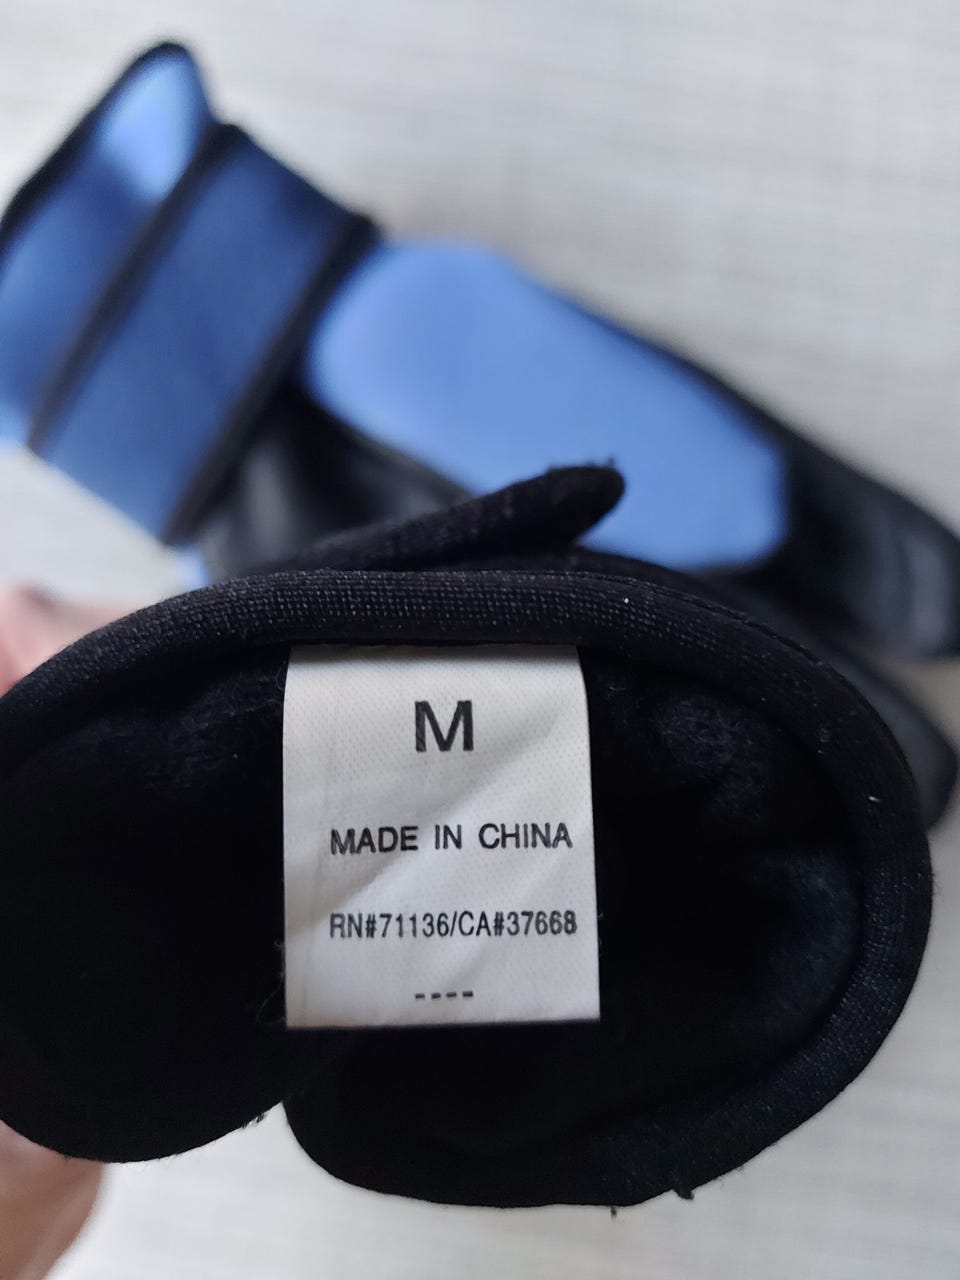 M
MADE IN CHINA
RN#71136/CA#37668
----